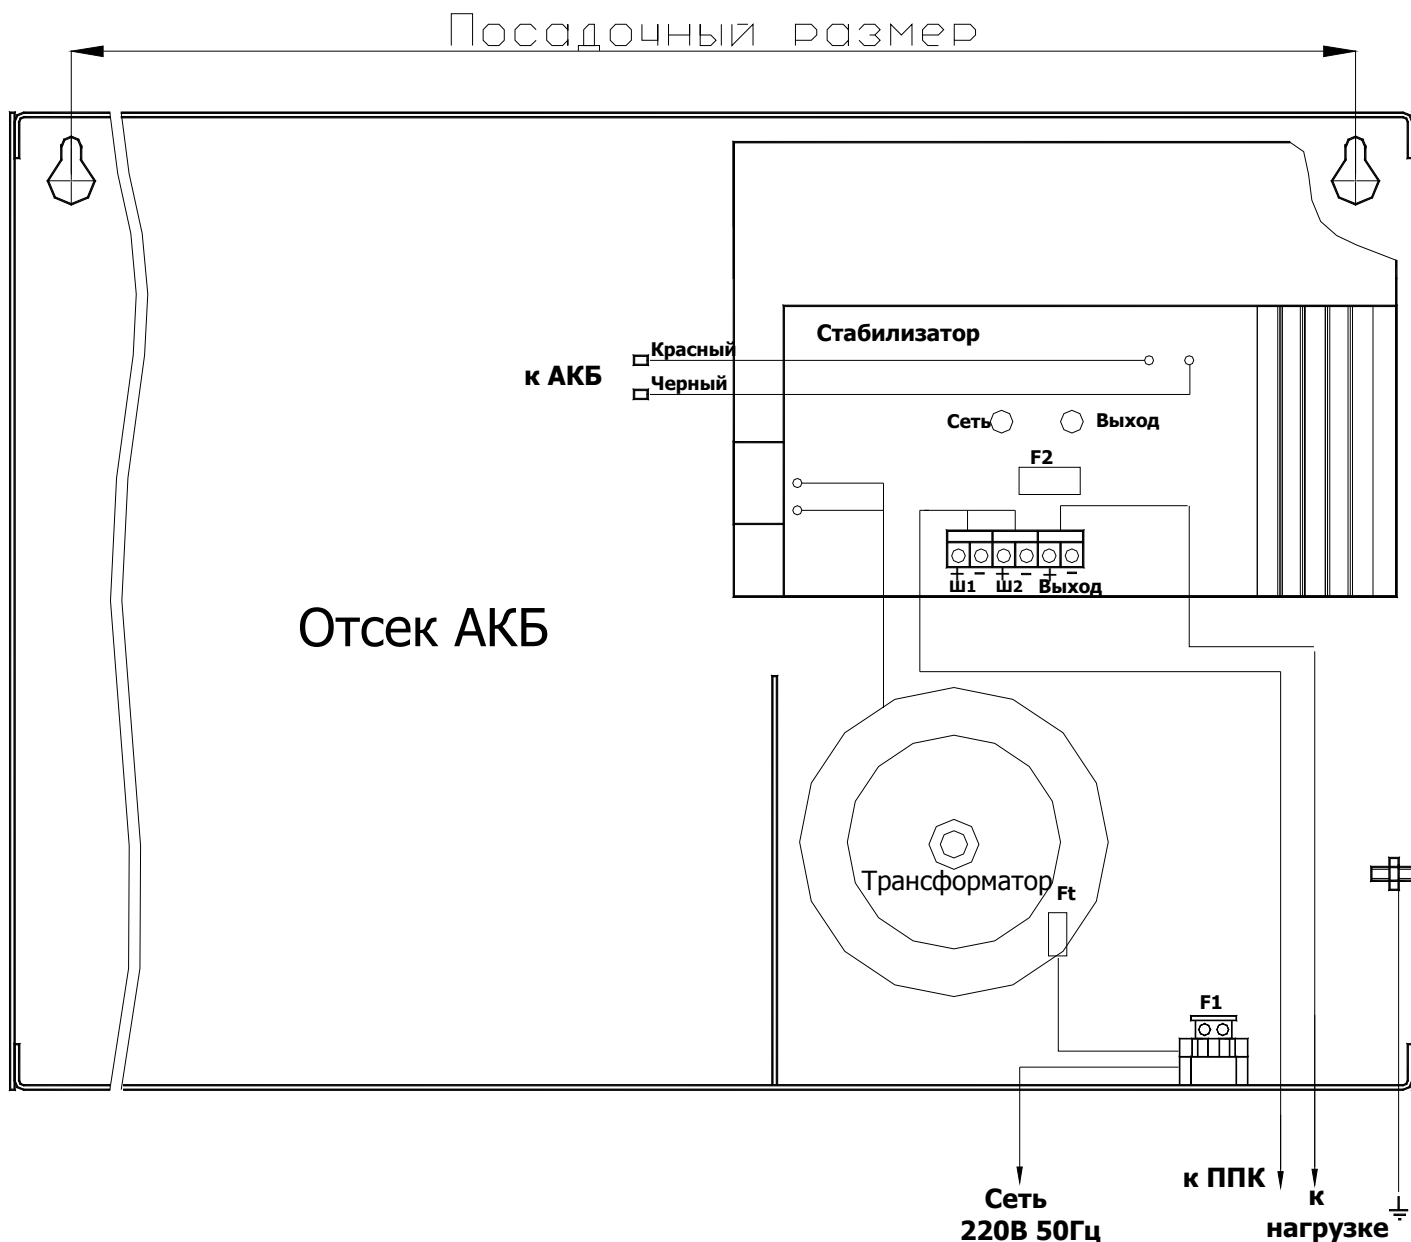 Посадочный размер
Стабилизатор
Красный
к АКБ
Черный
Сеть
Выход
F2
+ - + - + -
Ш1 Ш2 Выход
Отсек АКБ
Трансформатор
Ft
F1
к ППК
Сеть
220В 50Гц
к
нагрузке